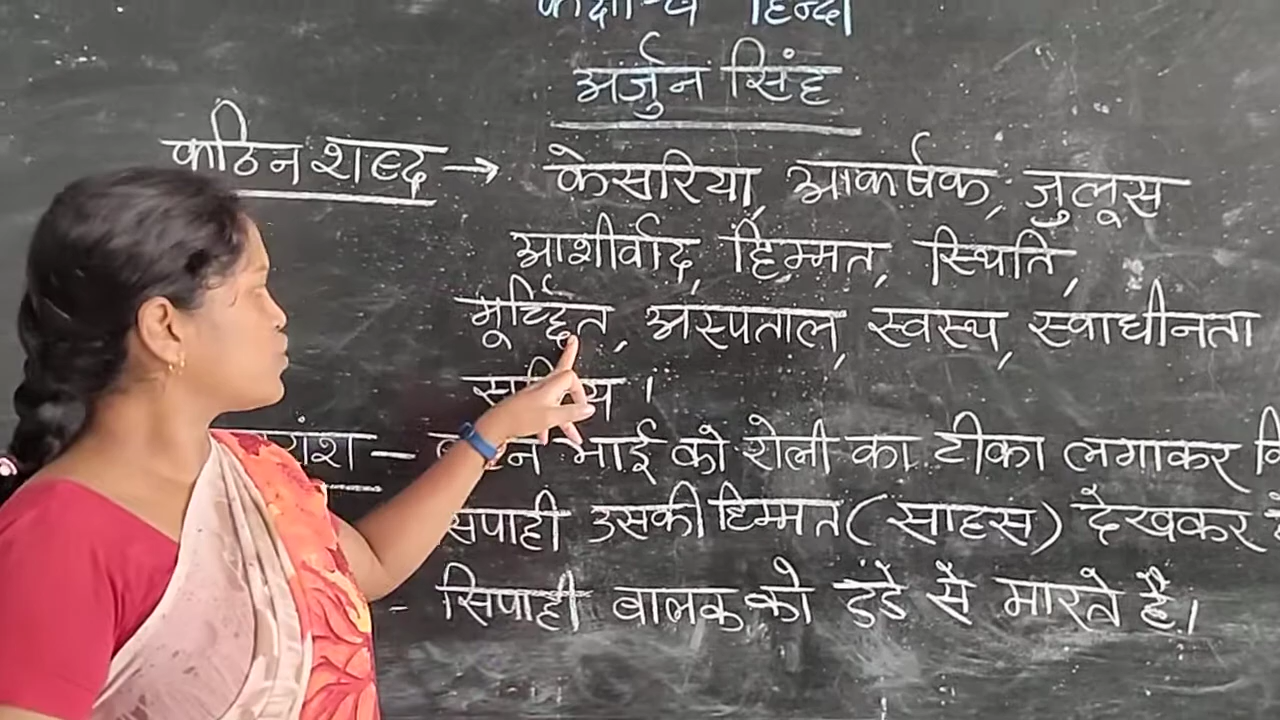 हिन्दी
अर्जुन सिंह
कठिन शब्द → केसरिया, आकर्षक, जुलूस
आशीर्वाद, हिम्मत, स्थिति,
मूर्च्छित, अस्पताल, स्वस्थ, स्वाधीनता
।
– भाई को रोली का टीका लगाकर
सिपाही उसकी हिम्मत (साहस) देखकर
- सिपाही बालक को डंडे से मारते है।